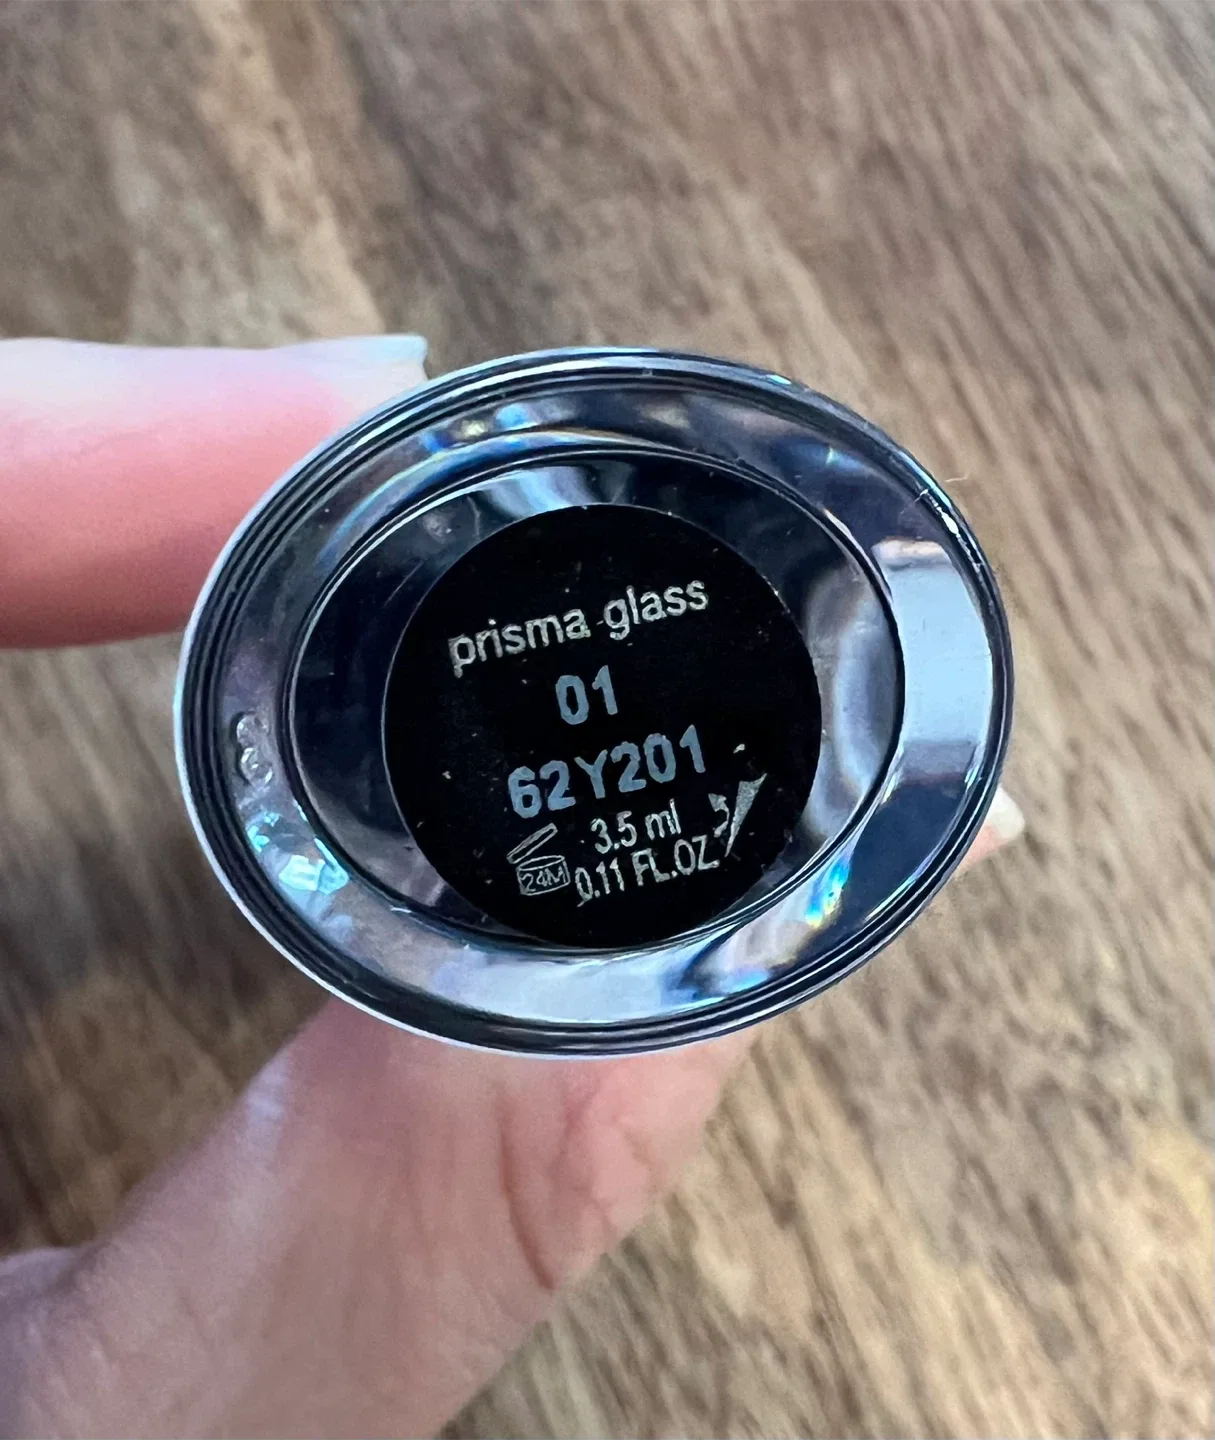 prisma glass
01
62Y201
3.5 ml
24M 0.11 FL.OZ